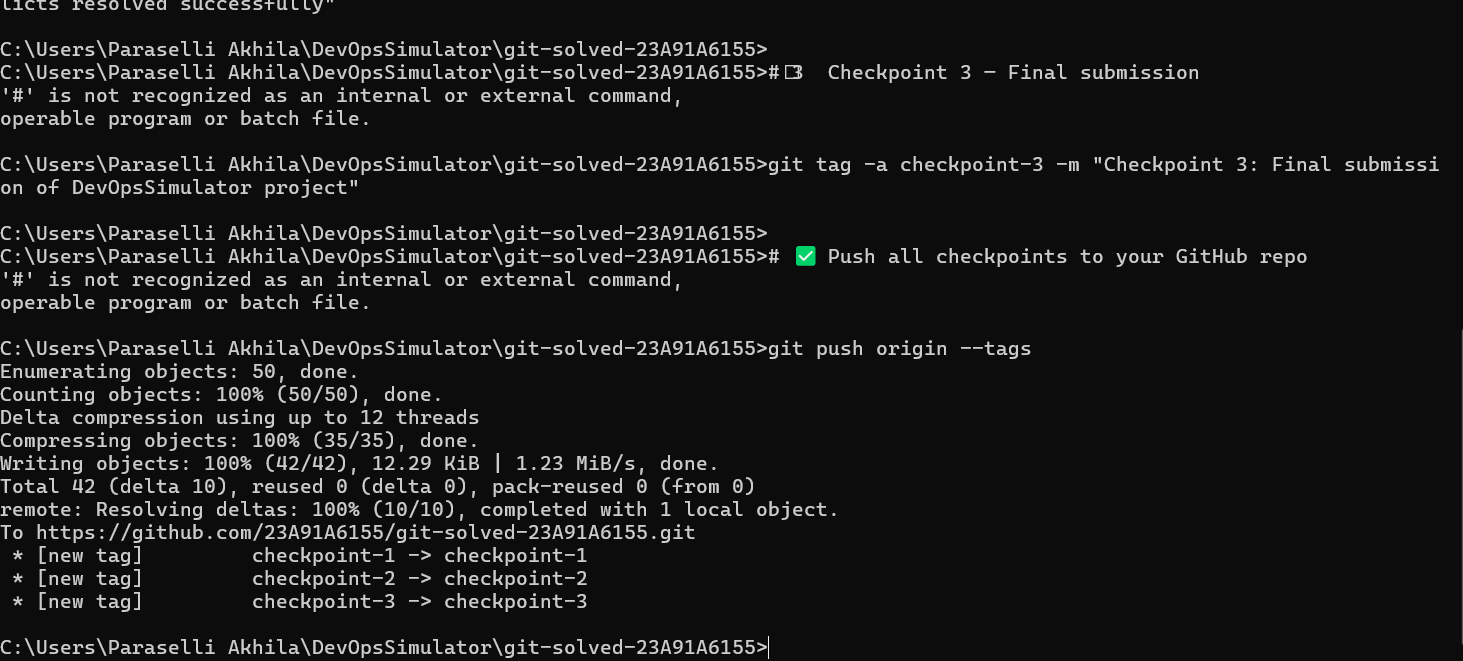 licts resolved successfully"
C:\Users\Paraselli Akhila\DevOpsSimulator\git-solved-23A91A6155>
C:\Users\Paraselli Akhila\DevOpsSimulator\git-solved-23A91A6155># 3 Checkpoint 3 – Final submission
'#' is not recognized as an internal or external command,
operable program or batch file.
C:\Users\Paraselli Akhila\DevOpsSimulator\git-solved-23A91A6155>git tag -a checkpoint-3 -m "Checkpoint 3: Final submissi
on of DevOpsSimulator project"
C:\Users\Paraselli Akhila\DevOpsSimulator\git-solved-23A91A6155>
C:\Users\Paraselli Akhila\DevOpsSimulator\git-solved-23A91A6155># ✅ Push all checkpoints to your GitHub repo
'#' is not recognized as an internal or external command,
operable program or batch file.
C:\Users\Paraselli Akhila\DevOpsSimulator\git-solved-23A91A6155>git push origin --tags
Enumerating objects: 50, done.
Counting objects: 100% (50/50), done.
Delta compression using up to 12 threads
Compressing objects: 100% (35/35), done.
Writing objects: 100% (42/42), 12.29 KiB | 1.23 MiB/s, done.
Total 42 (delta 10), reused 0 (delta 0), pack-reused 0 (from 0)
remote: Resolving deltas: 100% (10/10), completed with 1 local object.
To https://github.com/23A91A6155/git-solved-23A91A6155.git
 * [new tag]         checkpoint-1 -> checkpoint-1
 * [new tag]         checkpoint-2 -> checkpoint-2
 * [new tag]         checkpoint-3 -> checkpoint-3
C:\Users\Paraselli Akhila\DevOpsSimulator\git-solved-23A91A6155>